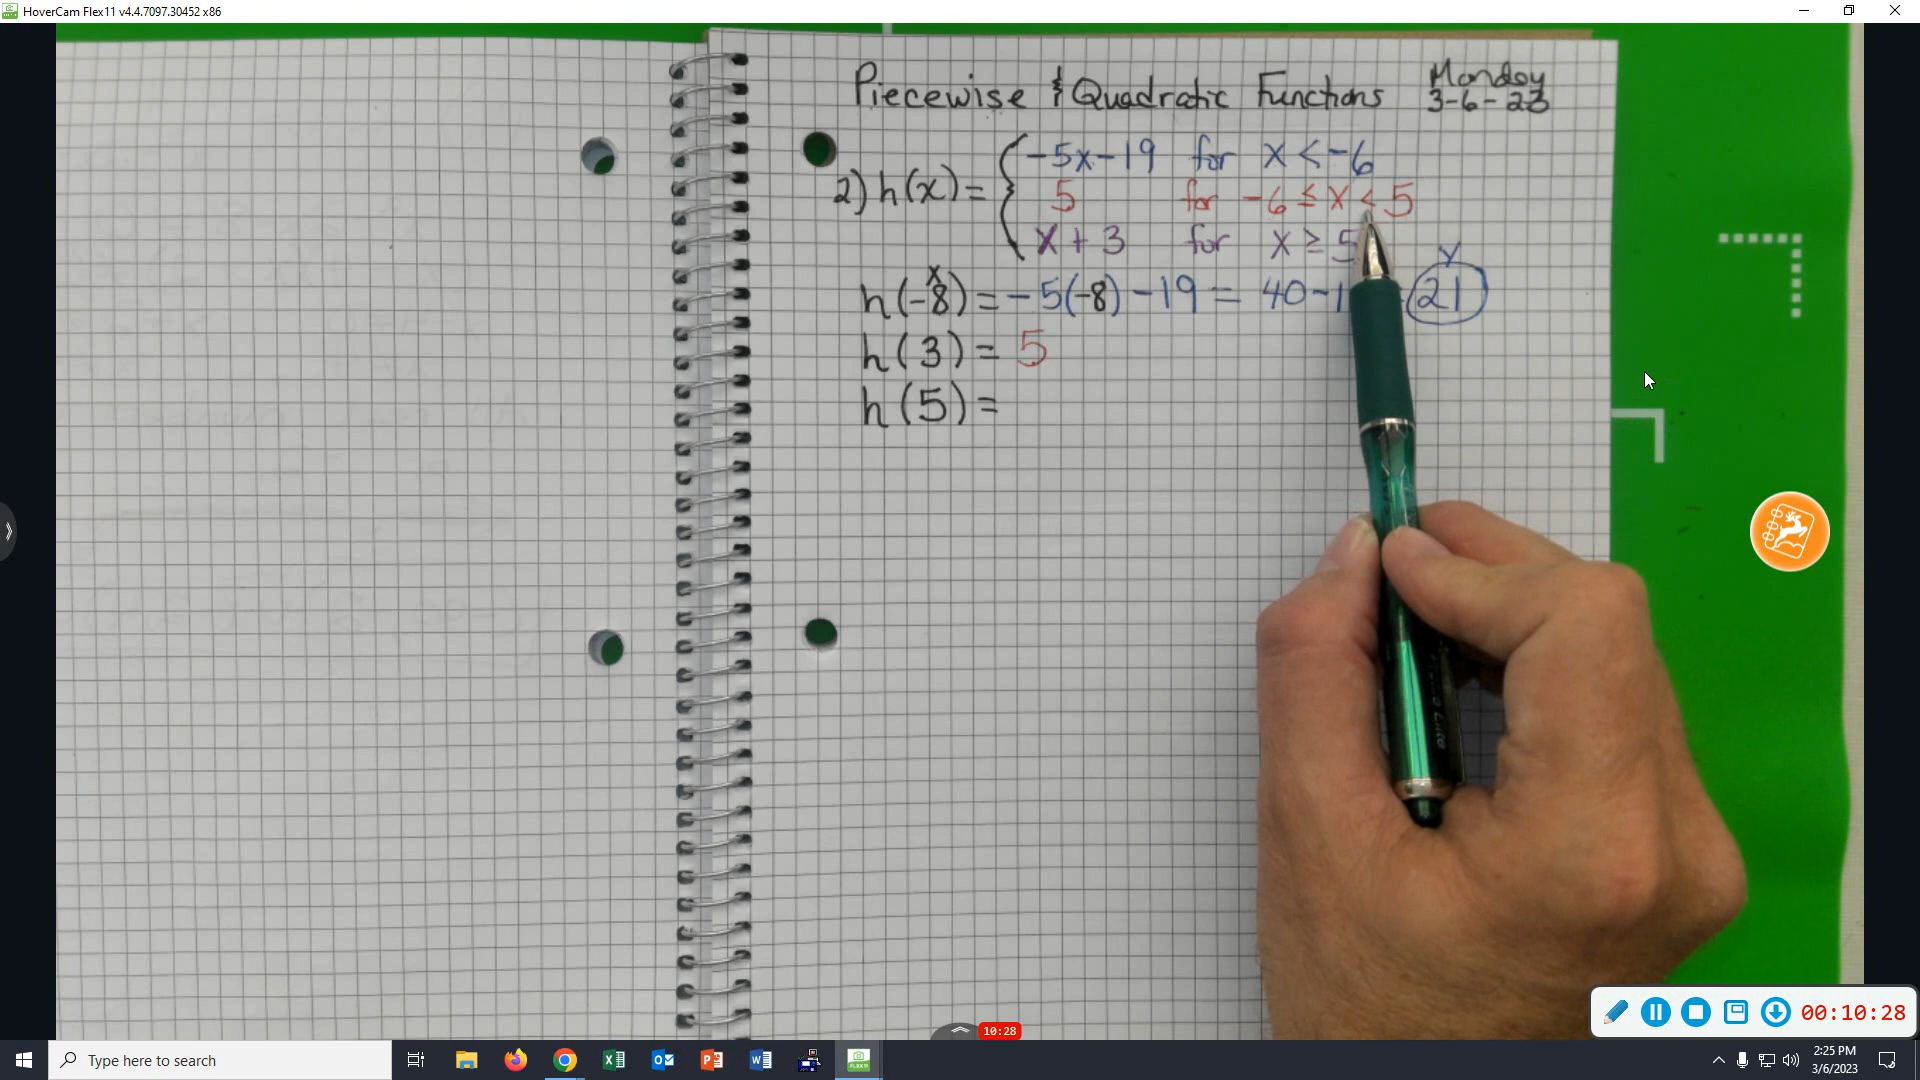 HoverCam Flex11 v4.4.7097.30452 x86
Piecewise & Quadratic Functions Monday
3-6-23
2) h(x) = { -5x-19 for x < -6
5 for -6 ≤ x < 5
x + 3 for x ≥ 5
x y
h(-8) = -5(-8) -19 = 40-1 21
h(3) = 5
h(5) =
10:28
00:10:28
Type here to search
2:25 PM
3/6/2023